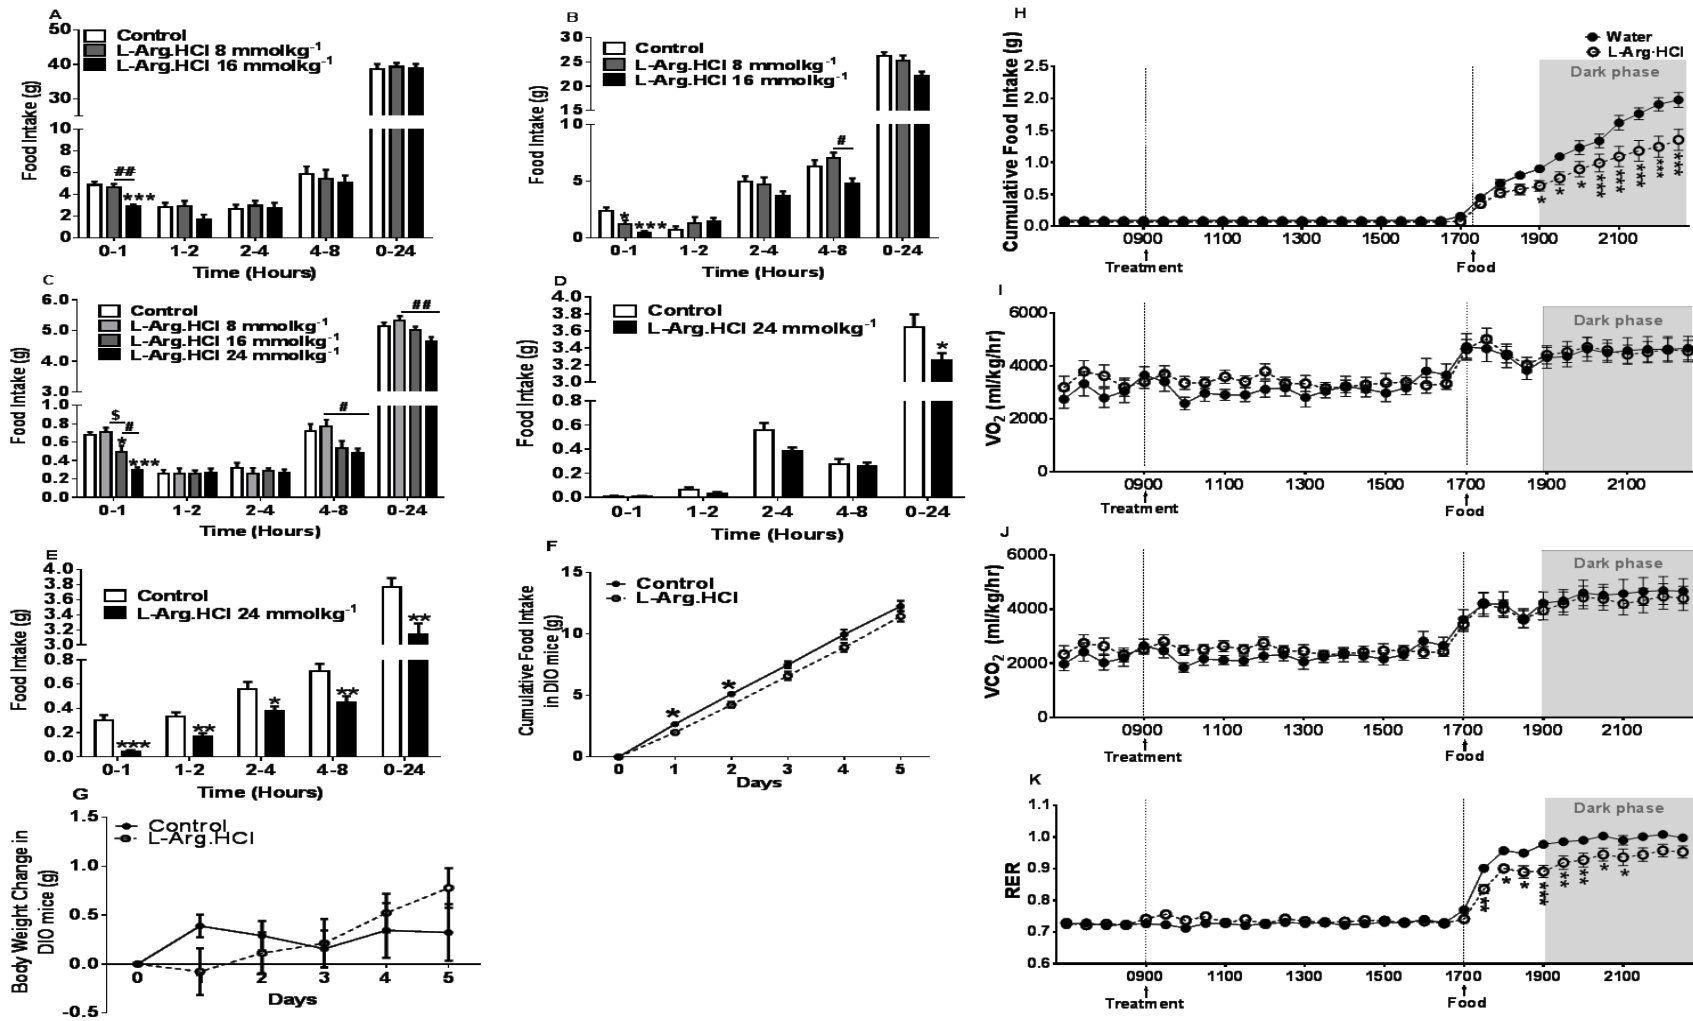 A
Control
L-Arg.HCl 8 mmolkg-1
L-Arg.HCl 16 mmolkg-1
Food Intake (g)
50
40
30
10
8
6
4
2
0
##
***
0-1
1-2
2-4
4-8
0-24
Time (Hours)
B
Control
L-Arg.HCl 8 mmolkg-1
L-Arg.HCl 16 mmolkg-1
Food Intake (g)
30
25
20
15
10
5
0
*
***
#
0-1
1-2
2-4
4-8
0-24
Time (Hours)
C
Control
L-Arg.HCl 8 mmolkg-1
L-Arg.HCl 16 mmolkg-1
L-Arg.HCl 24 mmolkg-1
Food Intake (g)
6.0
5.0
4.0
3.0
0.8
0.6
0.4
0.2
0.0
$
#
*
***
#
##
0-1
1-2
2-4
4-8
0-24
Time (Hours)
D
Control
L-Arg.HCl 24 mmolkg-1
Food Intake (g)
4.0
3.8
3.6
3.4
3.2
3.0
0.8
0.6
0.4
0.2
0.0
*
0-1
1-2
2-4
4-8
0-24
Time (Hours)
E
Control
L-Arg.HCl 24 mmolkg-1
Food Intake (g)
4.0
3.8
3.6
3.4
3.2
3.0
0.8
0.6
0.4
0.2
0.0
***
**
*
**
**
0-1
1-2
2-4
4-8
0-24
Time (Hours)
F
Control
L-Arg.HCl
Cumulative Food Intake
in DIO mice (g)
15
10
5
0
*
*
0
1
2
3
4
5
Days
G
Control
L-Arg.HCl
Body Weight Change in
DIO mice (g)
1.5
1.0
0.5
0.0
-0.5
0
2
3
4
5
Days
H
Water
L-Arg·HCl
Dark phase
Cumulative Food Intake (g)
2.5
2.0
1.5
1.0
0.5
0.0
*
*
*
***
***
***
***
***
0900
1100
1300
1500
1700
1900
2100
Treatment
Food
I
Dark phase
VO2 (ml/kg/hr)
6000
4000
2000
0
0900
1100
1300
1500
1700
1900
2100
Treatment
Food
J
Dark phase
VCO2 (ml/kg/hr)
6000
4000
2000
0
0900
1100
1300
1500
1700
1900
2100
Treatment
Food
K
Dark phase
RER
1.1
1.0
0.9
0.8
0.7
0.6
***
*
*
***
**
**
*
*
0900
1100
1300
1500
1700
1900
2100
Treatment
Food